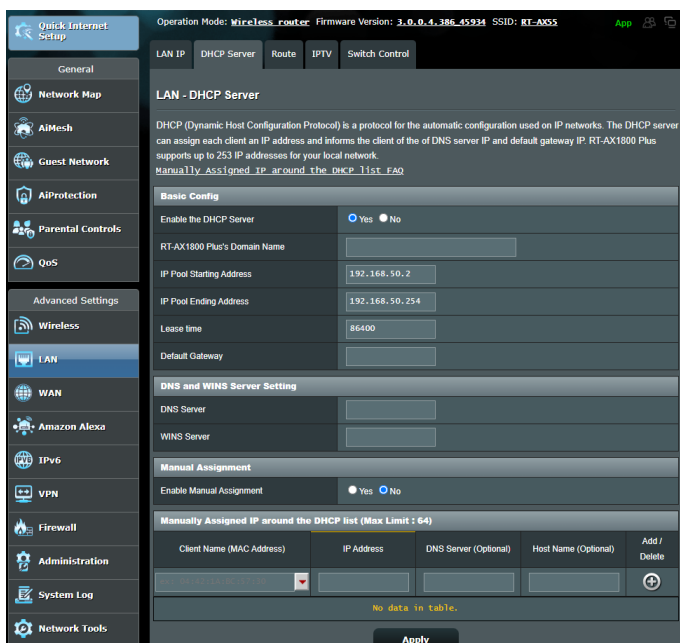 Quick Internet
Setup
Operation Mode: Wireless router Firmware Version: 3.0.0.4.386_45934 SSID: RT-AX55
App
LAN IP DHCP Server Route IPTV Switch Control
General
Network Map
AiMesh
Guest Network
AiProtection
Parental Controls
QoS
Advanced Settings
Wireless
LAN
WAN
Amazon Alexa
IPv6
VPN
Firewall
Administration
System Log
Network Tools
LAN - DHCP Server
DHCP (Dynamic Host Configuration Protocol) is a protocol for the automatic configuration used on IP networks. The DHCP server
can assign each client an IP address and informs the client of the of DNS server IP and default gateway IP. RT-AX1800 Plus
supports up to 253 IP addresses for your local network.
Manually Assigned IP around the DHCP list FAQ
Basic Config
Enable the DHCP Server Yes No
RT-AX1800 Plus's Domain Name
IP Pool Starting Address 192.168.50.2
IP Pool Ending Address 192.168.50.254
Lease time 86400
Default Gateway
DNS and WINS Server Setting
DNS Server
WINS Server
Manual Assignment
Enable Manual Assignment Yes No
Manually Assigned IP around the DHCP list (Max Limit : 64)
Client Name (MAC Address) IP Address DNS Server (Optional) Host Name (Optional) Add /
Delete
No data in table.
Apply